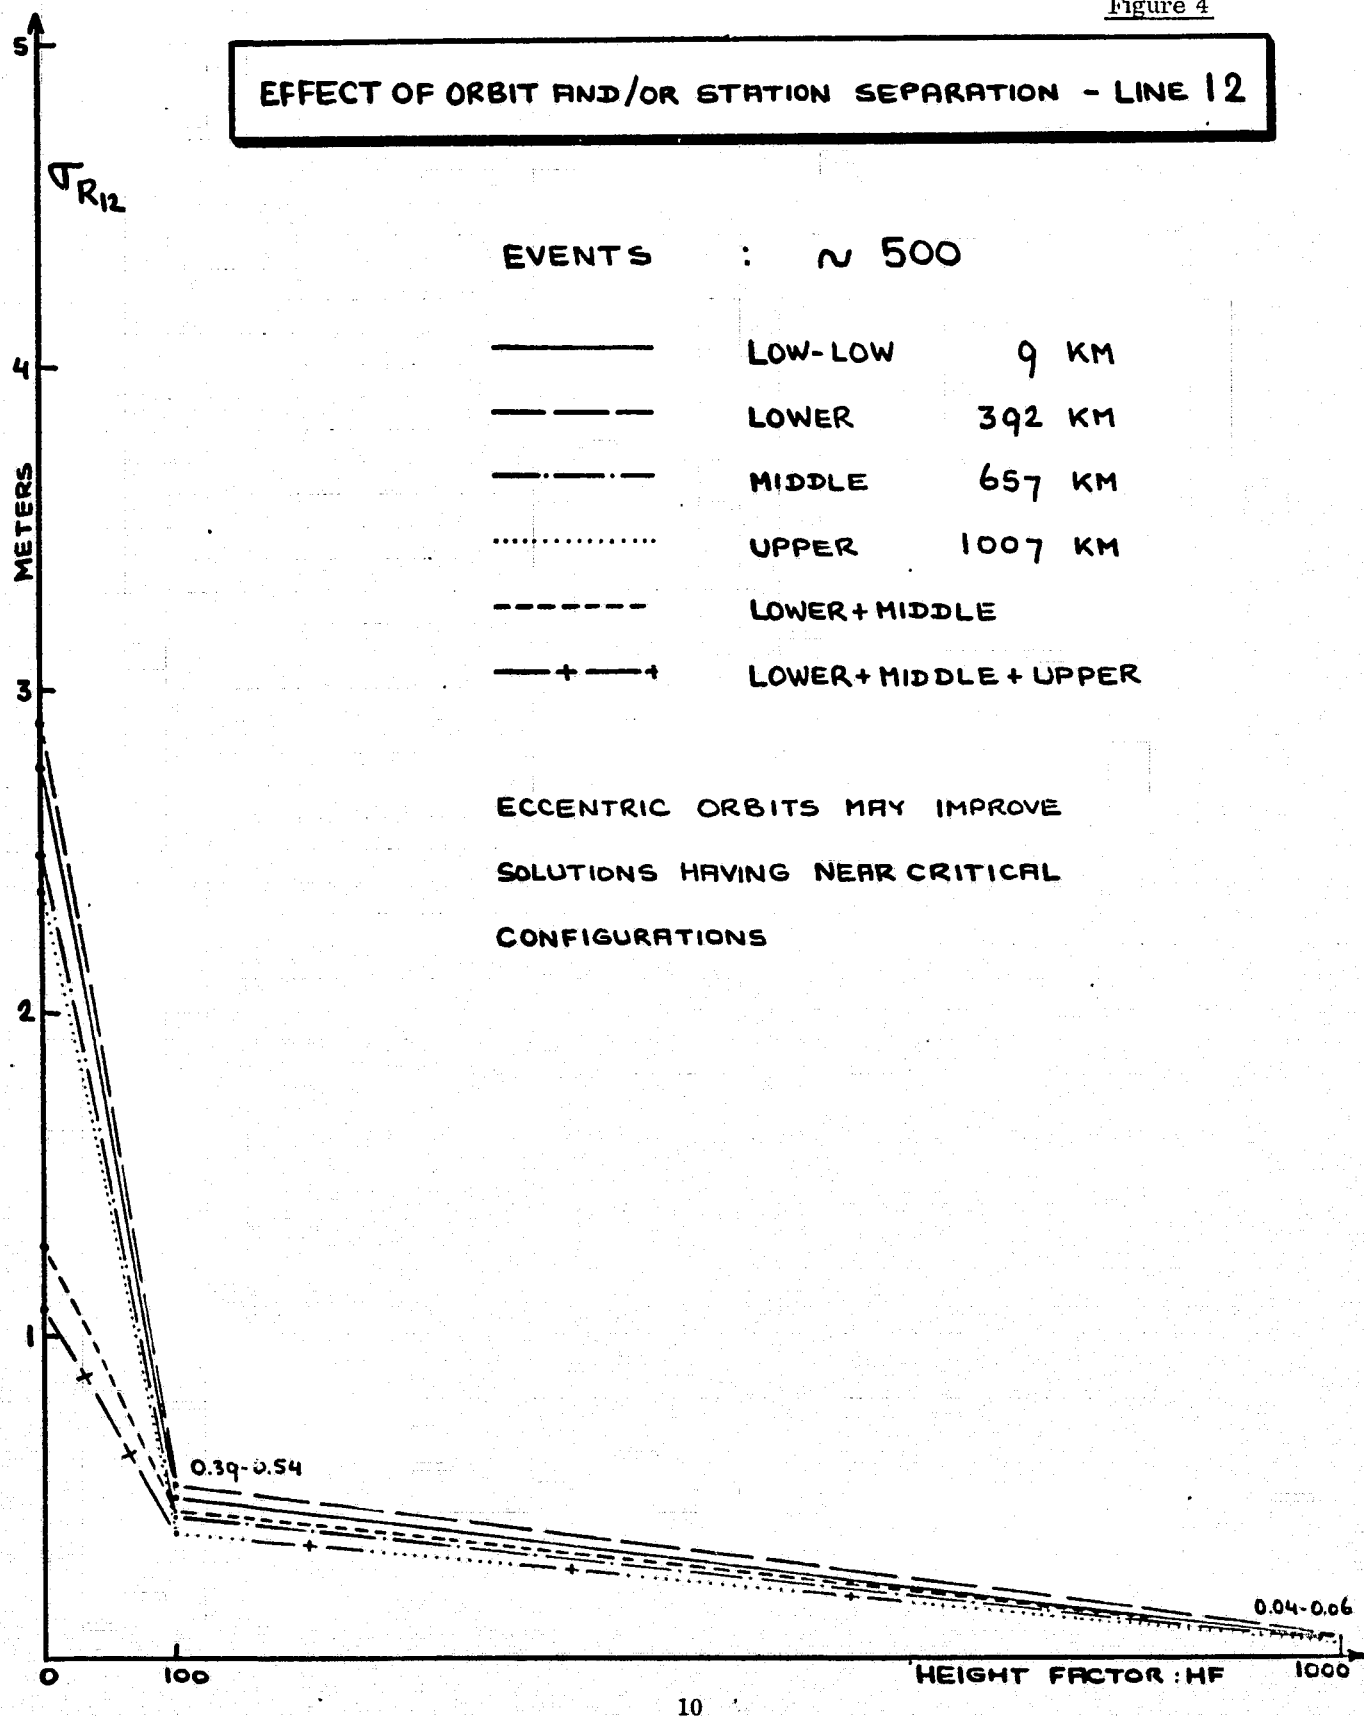 Figure 4
5
EFFECT OF ORBIT AND/OR STATION SEPARATION - LINE 12
σR12
EVENTS : ~ 500
LOW-LOW 9 KM
4
LOWER 392 KM
MIDDLE 657 KM
METERS
UPPER 1007 KM
LOWER+MIDDLE
LOWER+MIDDLE+UPPER
3
ECCENTRIC ORBITS MAY IMPROVE
SOLUTIONS HAVING NEAR CRITICAL
CONFIGURATIONS
2
1
0.39-0.54
0.04-0.06
0 100 HEIGHT FACTOR : HF 1000
10